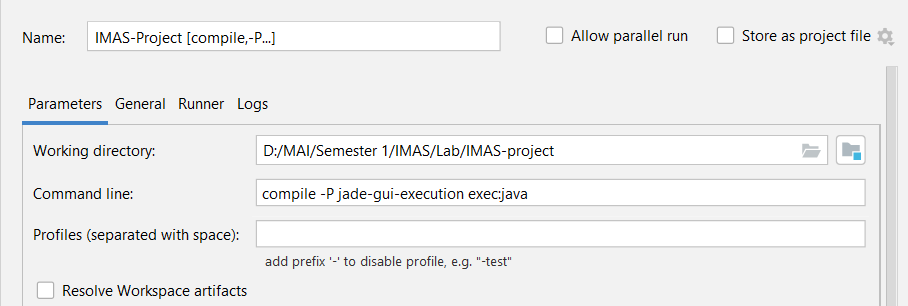 Name: IMAS-Project [compile,-P...] Allow parallel run Store as project file
Parameters General Runner Logs
Working directory: D:/MAI/Semester 1/IMAS/Lab/IMAS-project
Command line: compile -P jade-gui-execution exec:java
Profiles (separated with space):
add prefix '-' to disable profile, e.g. "-test"
Resolve Workspace artifacts